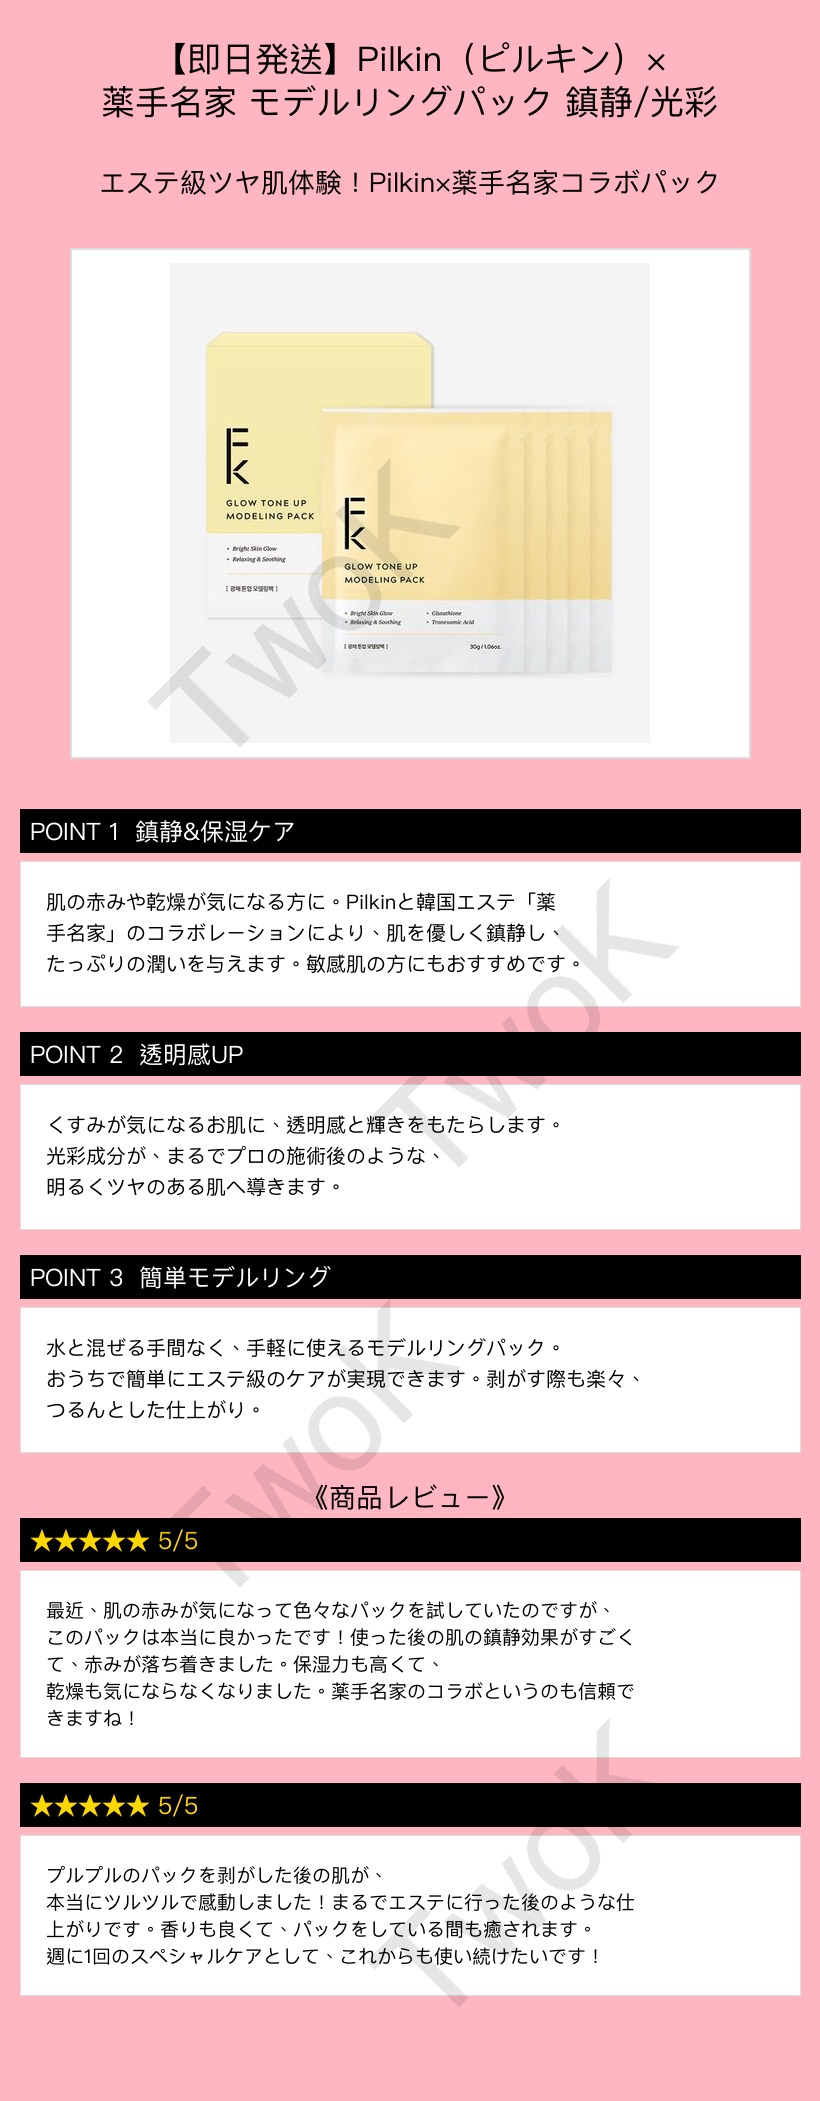 【即日発送】Pilkin（ピルキン）×
薬手名家 モデルリングパック 鎮静/光彩
エステ級ツヤ肌体験！Pilkin×薬手名家コラボパック
FK
GLOW TONE UP
MODELING PACK
• Bright Skin Glow
• Relaxing & Soothing
[ 광채 톤업 모델링팩 ]
FK
GLOW TONE UP
MODELING PACK
• Bright Skin Glow • Glutathione
• Relaxing & Soothing • Tranexamic Acid
[ 광채 톤업 모델링팩 ] 30g / 1.06oz.
TwoK
POINT 1 鎮静&保湿ケア
肌の赤みや乾燥が気になる方に。Pilkinと韓国エステ「薬
手名家」のコラボレーションにより、肌を優しく鎮静し、
たっぷりの潤いを与えます。敏感肌の方にもおすすめです。
TwoK
POINT 2 透明感UP
くすみが気になるお肌に、透明感と輝きをもたらします。
光彩成分が、まるでプロの施術後のような、
明るくツヤのある肌へ導きます。
POINT 3 簡単モデルリング
水と混ぜる手間なく、手軽に使えるモデルリングパック。
おうちで簡単にエステ級のケアが実現できます。剥がす際も楽々、
つるんとした仕上がり。
TwoK
《商品レビュー》
★★★★★ 5/5
最近、肌の赤みが気になって色々なパックを試していたのですが、
このパックは本当に良かったです！使った後の肌の鎮静効果がすごく
て、赤みが落ち着きました。保湿力も高くて、
乾燥も気にならなくなりました。薬手名家のコラボというのも信頼で
きますね！
★★★★★ 5/5
プルプルのパックを剥がした後の肌が、
本当にツルツルで感動しました！まるでエステに行った後のような仕
上がりです。香りも良くて、パックをしている間も癒されます。
週に1回のスペシャルケアとして、これからも使い続けたいです！
TwoK